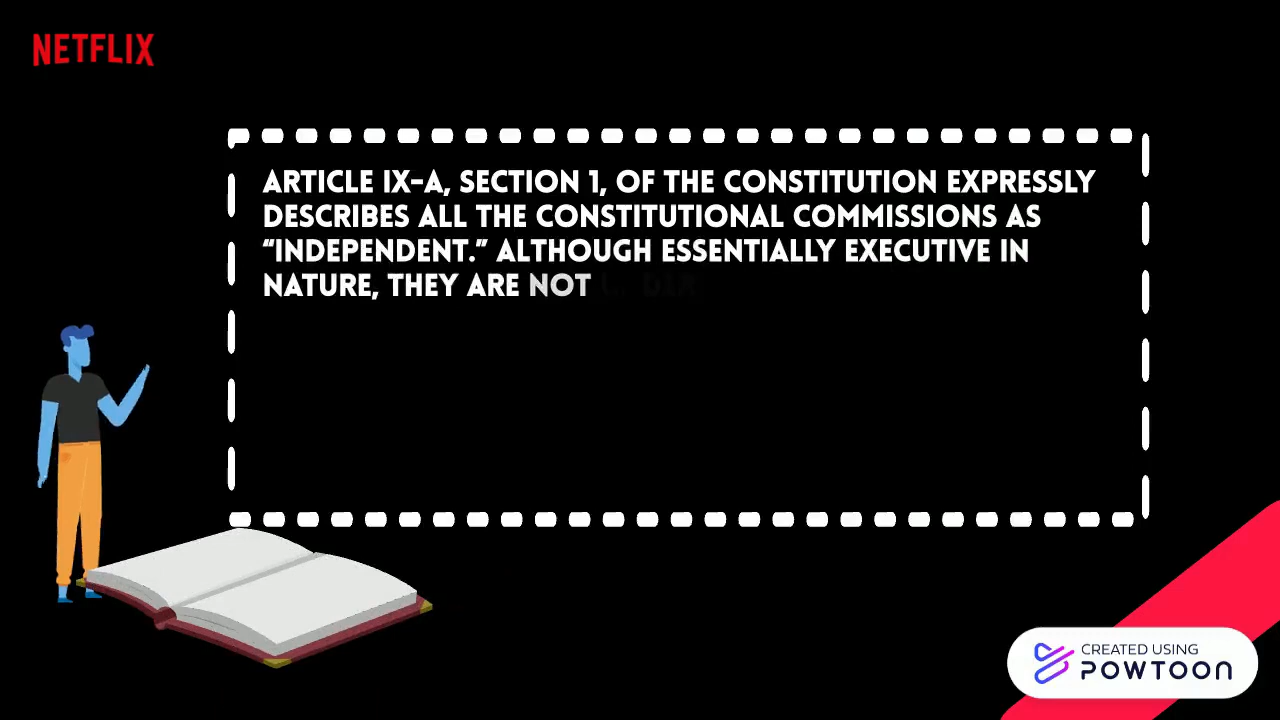 NETFLIX
ARTICLE IX-A, SECTION 1, OF THE CONSTITUTION EXPRESSLY
DESCRIBES ALL THE CONSTITUTIONAL COMMISSIONS AS
“INDEPENDENT.” ALTHOUGH ESSENTIALLY EXECUTIVE IN
NATURE, THEY ARE NOT
CREATED USING
POWTOON